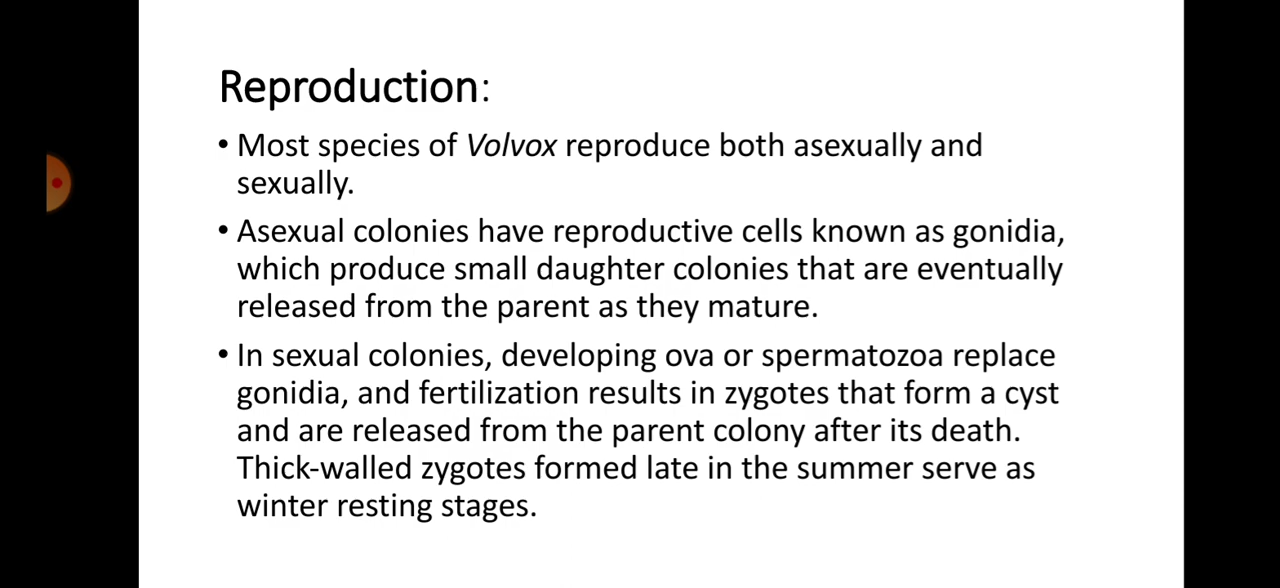 Reproduction:
• Most species of Volvox reproduce both asexually and
sexually.
• Asexual colonies have reproductive cells known as gonidia,
which produce small daughter colonies that are eventually
released from the parent as they mature.
• In sexual colonies, developing ova or spermatozoa replace
gonidia, and fertilization results in zygotes that form a cyst
and are released from the parent colony after its death.
Thick-walled zygotes formed late in the summer serve as
winter resting stages.